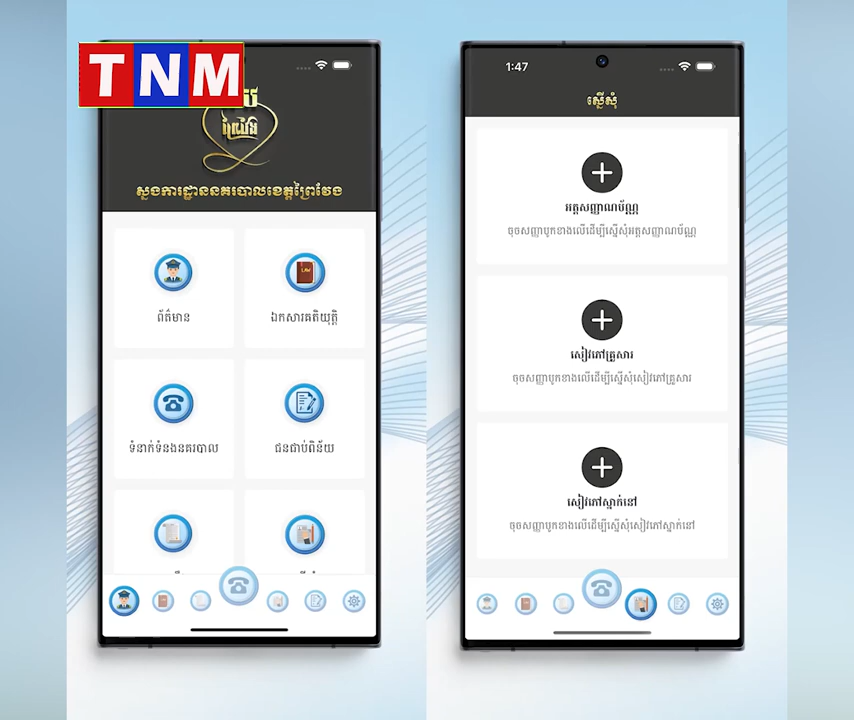 TNM
ព្រៃវែង
ស្នងការដ្ឋាននគរបាលខេត្តព្រៃវែង
ព័ត៌មាន
ឯកសារគតិយុត្តិ
ទំនាក់ទំនងនគរបាល
ជនជាប់ពិន័យ
LAW
1:47
ស្នើសុំ
អត្តសញ្ញាណប័ណ្ណ
ចុចសញ្ញាបូកខាងលើដើម្បីស្នើសុំអត្តសញ្ញាណប័ណ្ណ
សៀវភៅគ្រួសារ
ចុចសញ្ញាបូកខាងលើដើម្បីស្នើសុំសៀវភៅគ្រួសារ
សៀវភៅស្នាក់នៅ
ចុចសញ្ញាបូកខាងលើដើម្បីស្នើសុំសៀវភៅស្នាក់នៅ